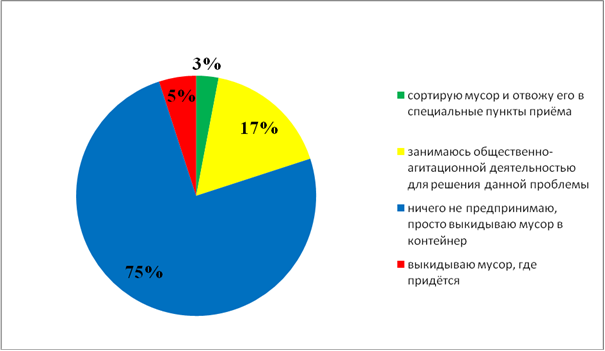 3%
5%
17%
75%
сортирую мусор и отвожу его в
специальные пункты приёма
занимаюсь общественно-
агитационной деятельностью
для решения данной проблемы
ничего не предпринимаю,
просто выкидываю мусор в
контейнер
выкидываю мусор, где
придётся